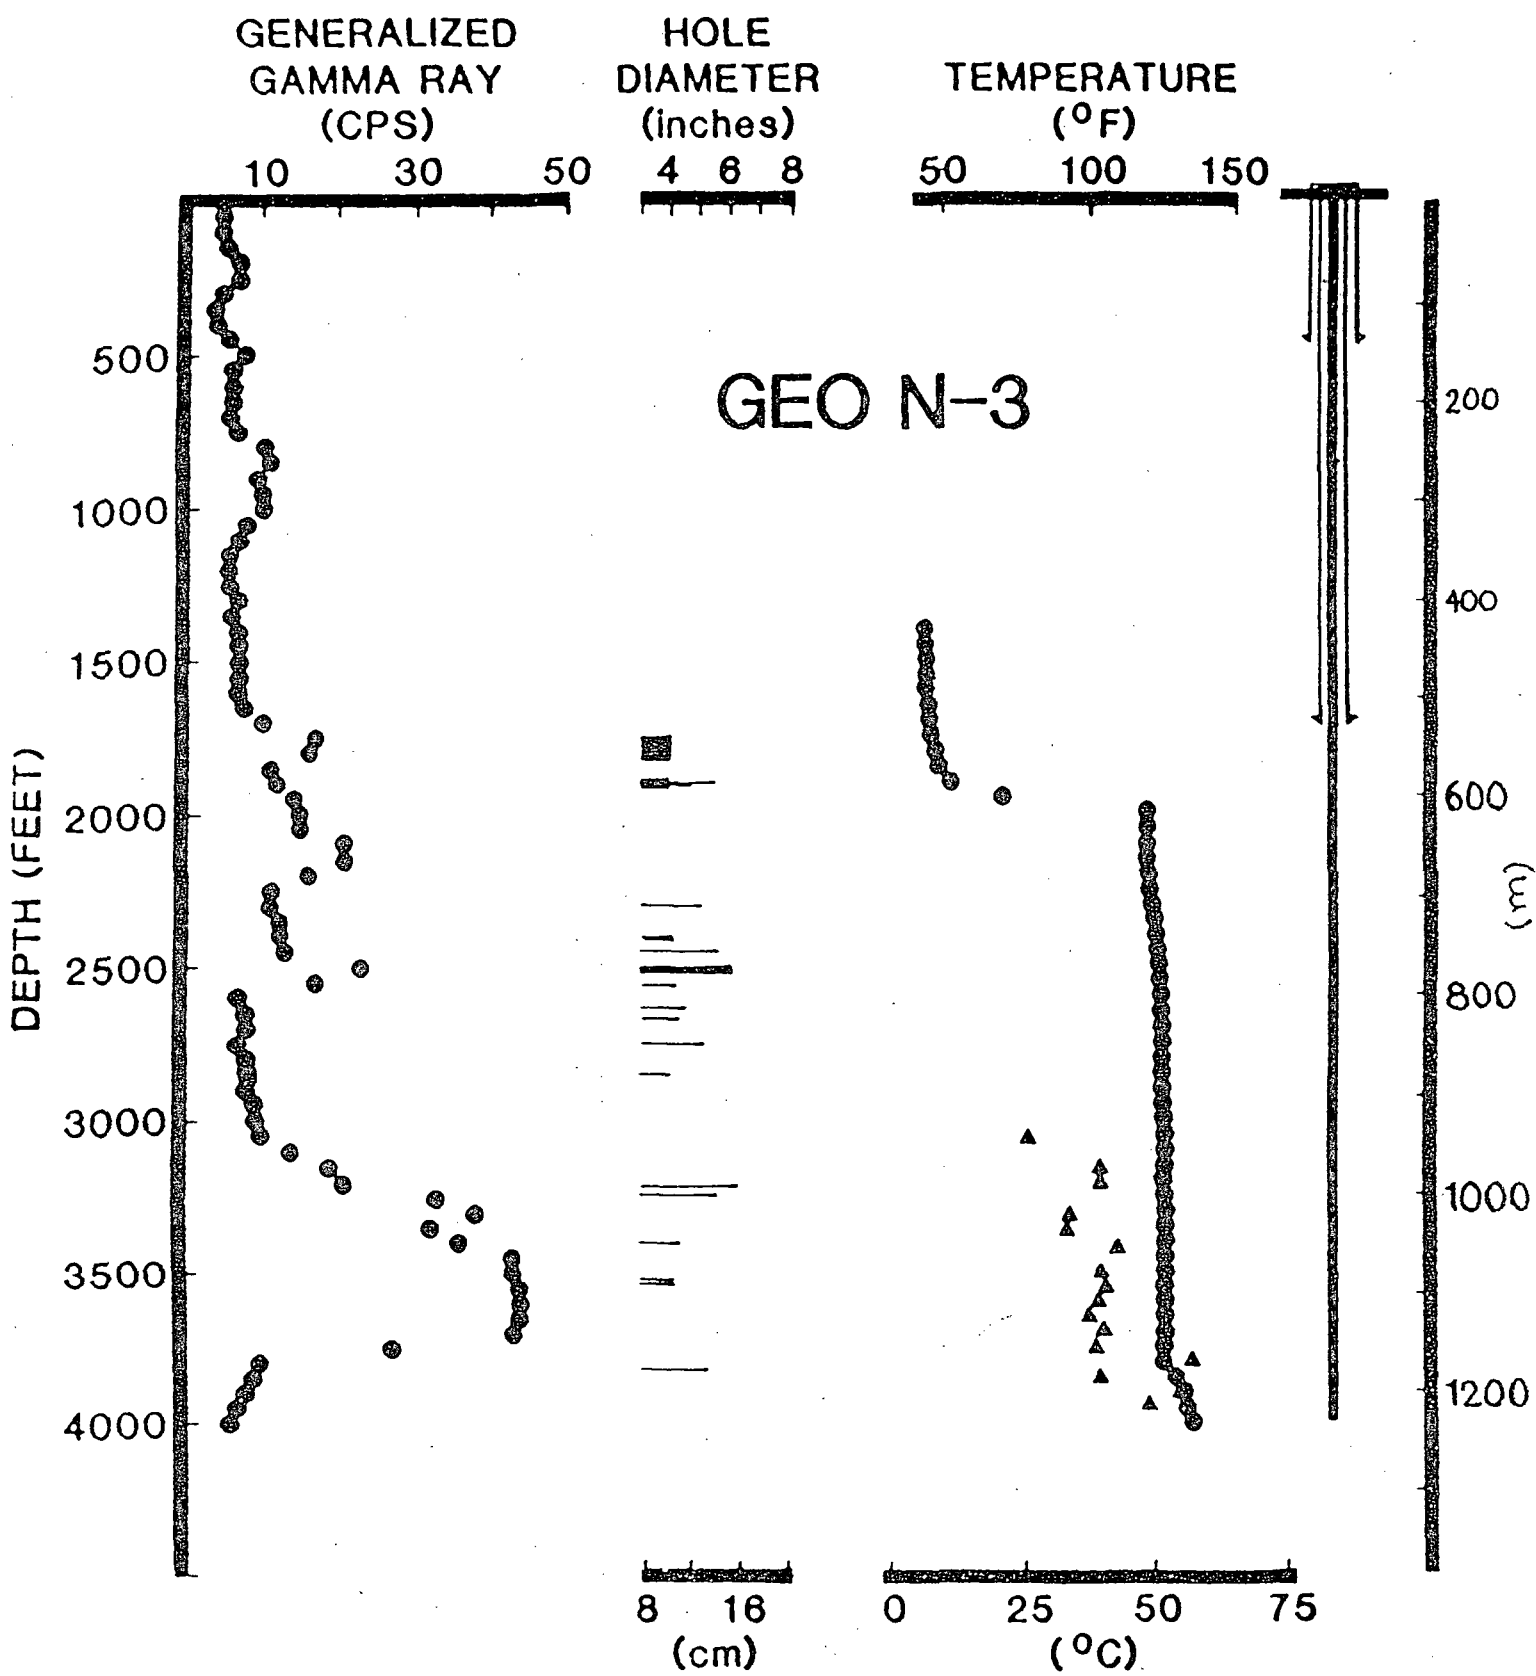 GENERALIZED
GAMMA RAY
(CPS)
10 30 50
HOLE
DIAMETER
(inches)
4 6 8
TEMPERATURE
(°F)
50 100 150
GEO N-3
DEPTH (FEET)
500
1000
1500
2000
2500
3000
3500
4000
200
400
600
800
1000
1200
(m)
8 16
(cm)
0 25 50 75
(°C)